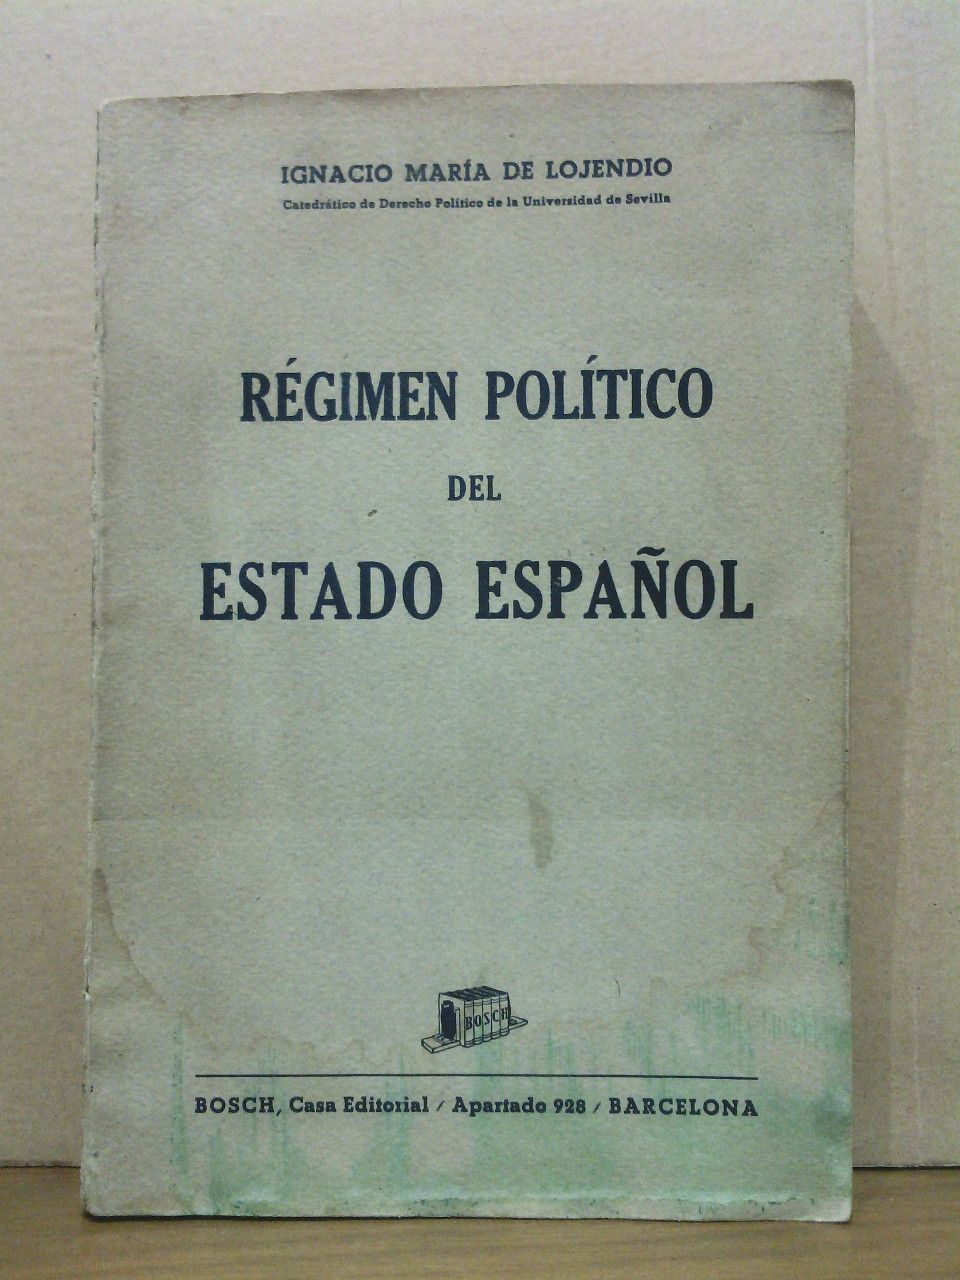 IGNACIO MARÍA DE LOJENDIO
Catedrático de Derecho Político de la Universidad de Sevilla
RÉGIMEN POLÍTICO
DEL
ESTADO ESPAÑOL
BOSCH
BOSCH, Casa Editorial / Apartado 928 / BARCELONA